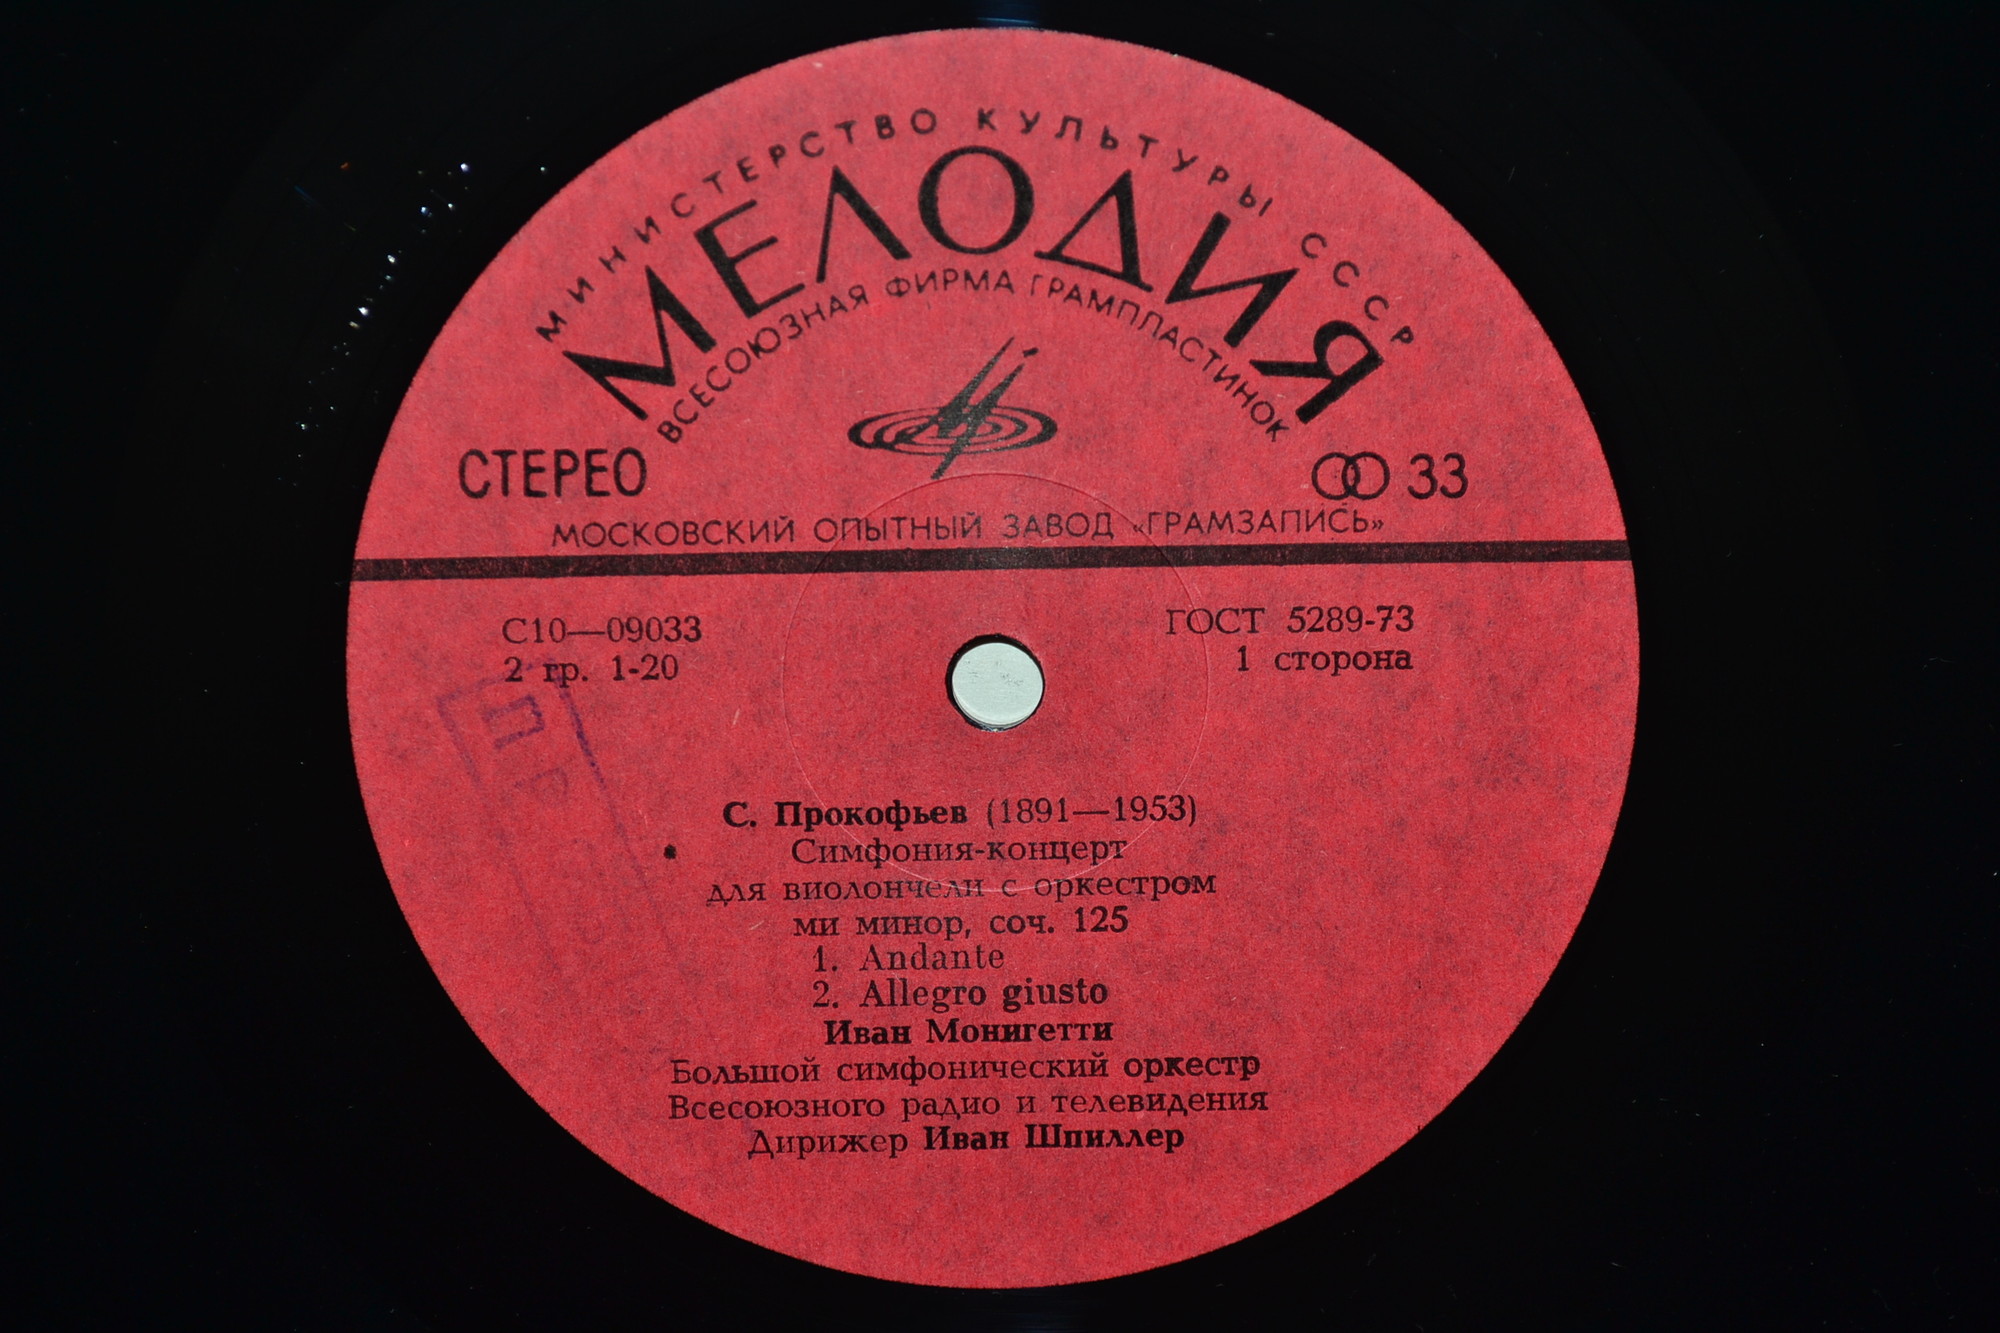 МИНИСТЕРСТВО КУЛЬТУРЫ СССР
МЕЛОДИЯ
ВСЕСОЮЗНАЯ ФИРМА ГРАМПЛАСТИНОК
СТЕРЕО
33
МОСКОВСКИЙ ОПЫТНЫЙ ЗАВОД «ГРАМЗАПИСЬ»
С10—09033
ГОСТ 5289-73
2 гр. 1-20
1 сторона
С. Прокофьев (1891—1953)
Симфония-концерт
для виолончели с оркестром
ми минор, соч. 125
1. Andante
2. Allegro giusto
Иван Монигетти
Большой симфонический оркестр
Всесоюзного радио и телевидения
Дирижер Иван Шпиллер